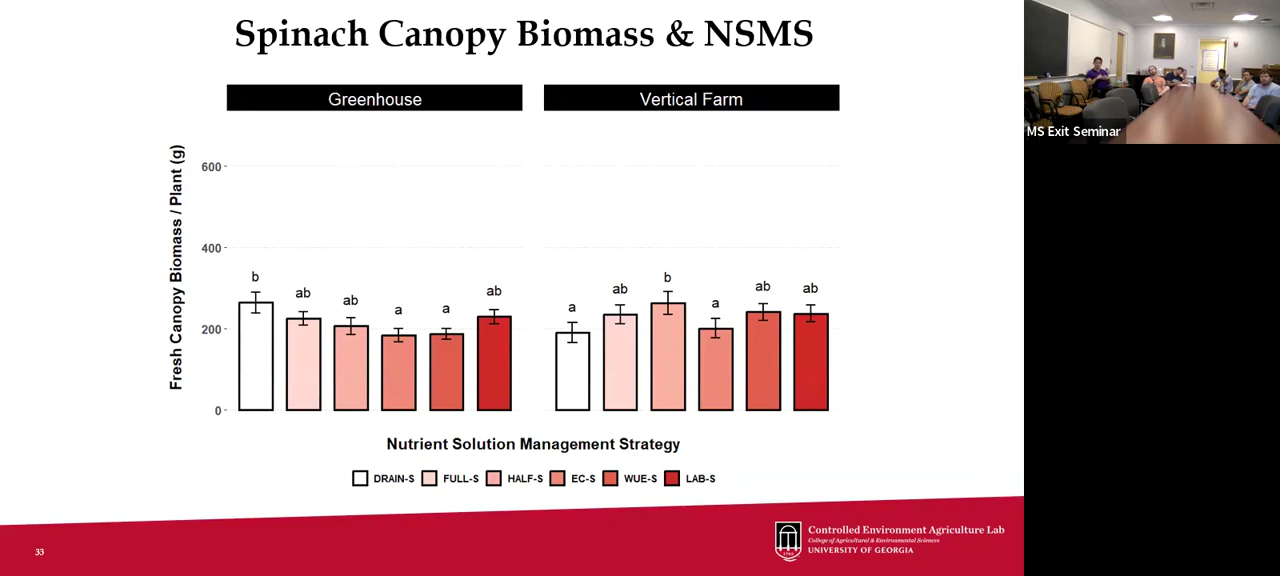 Spinach Canopy Biomass & NSMS
Greenhouse
Vertical Farm
Fresh Canopy Biomass / Plant (g)
600
400
200
0
b
ab
ab
a
a
ab
a
ab
b
a
ab
ab
Nutrient Solution Management Strategy
DRAIN-S FULL-S HALF-S EC-S WUE-S LAB-S
33
Controlled Environment Agriculture Lab
College of Agricultural & Environmental Sciences
UNIVERSITY OF GEORGIA
1785
MS Exit Seminar